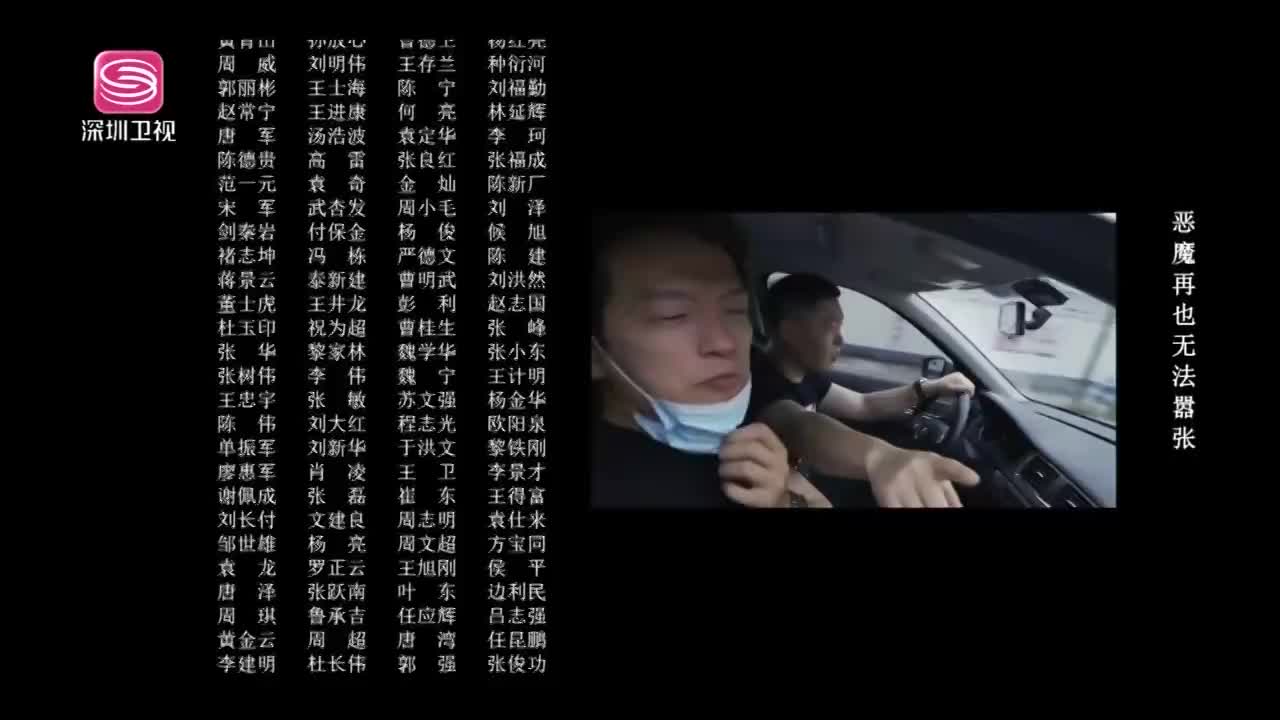 深圳卫视
周 威 刘明伟 王存兰 种衍河
郭丽彬 王士海 陈 宁 刘福勤
赵常宁 王进康 何 亮 林延辉
唐 军 汤浩波 袁定华 李 珂
陈德贵 高 雷 张良红 张福成
范一元 袁 奇 金 灿 陈新厂
宋 军 武杏发 周小毛 刘 泽
剑秦岩 付保金 杨 俊 候 旭
褚志坤 冯 栋 严德文 陈 建
蒋景云 泰新建 曹明武 刘洪然
董士虎 王井龙 彭 利 赵志国
杜玉印 祝为超 曹桂生 张 峰
张 华 黎家林 魏学华 张小东
张树伟 李 伟 魏 宁 王计明
王忠宇 张 敏 苏文强 杨金华
陈 伟 刘大红 程志光 欧阳泉
单振军 刘新华 于洪文 黎铁刚
廖惠军 肖 凌 王 卫 李景才
谢佩成 张 磊 崔 东 王得富
刘长付 文建良 周志明 袁仕来
邹世雄 杨 亮 周文超 方宝同
袁 龙 罗正云 王旭刚 侯 平
唐 泽 张跃南 叶 东 边利民
周 琪 鲁承吉 任应辉 吕志强
黄金云 周 超 唐 湾 任昆鹏
李建明 杜长伟 郭 强 张俊功
恶魔再也无法嚣张